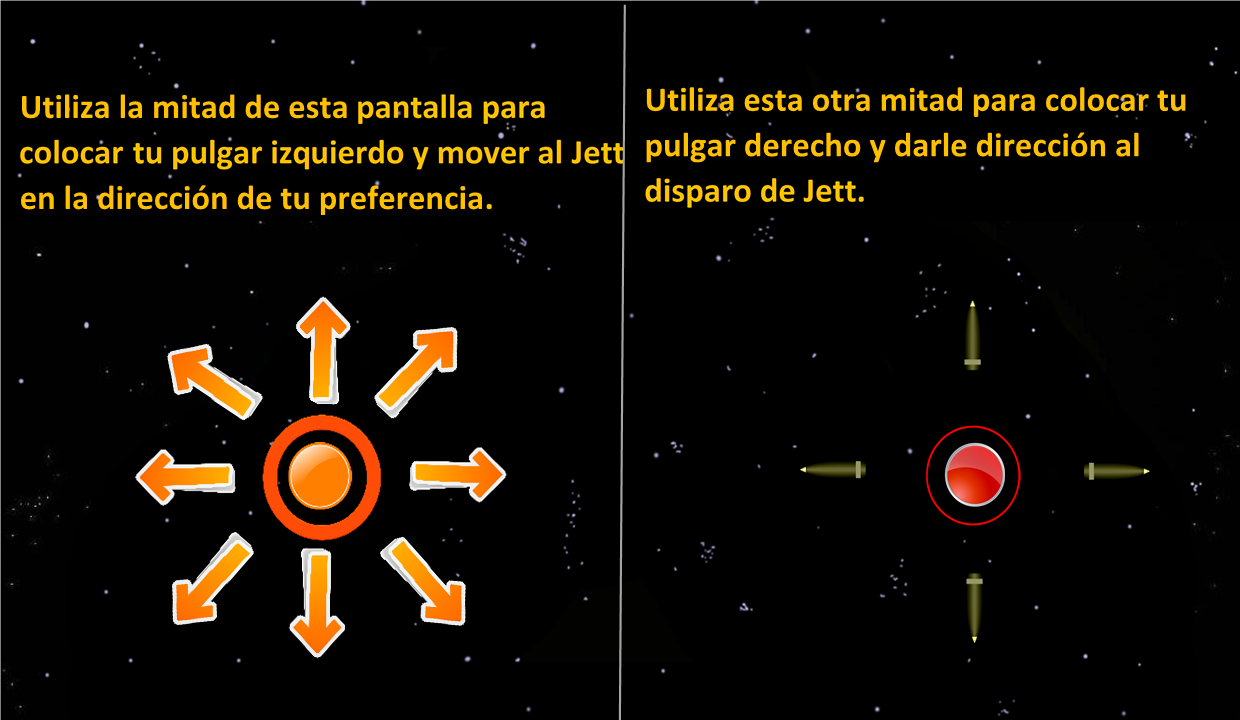 Utiliza la mitad de esta pantalla para
colocar tu pulgar izquierdo y mover al Jett
en la dirección de tu preferencia.
Utiliza esta otra mitad para colocar tu
pulgar derecho y darle dirección al
disparo de Jett.